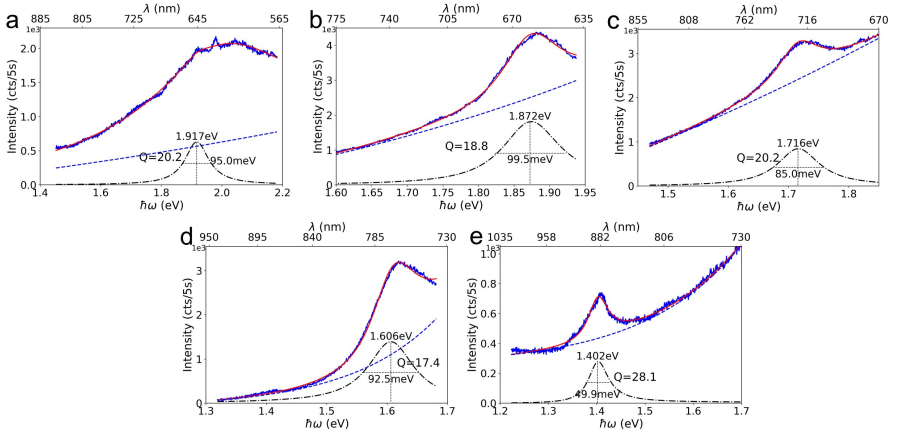 a
λ (nm)
885 805 725 645 565
1e3
2.0
1.5
1.0
0.5
0.0
Intensity (cts/5s)
1.917eV
Q=20.2
95.0meV
1.4 1.6 1.8 2.0 2.2
ħω (eV)
b
λ (nm)
775 740 705 670 635
1e3
4
3
2
1
0
Intensity (cts/5s)
1.872eV
Q=18.8
99.5meV
1.60 1.65 1.70 1.75 1.80 1.85 1.90 1.95
ħω (eV)
c
λ (nm)
855 808 762 716 670
1e3
3
2
1
0
Intensity (cts/5s)
1.716eV
Q=20.2
85.0meV
1.5 1.6 1.7 1.8
ħω (eV)
d
λ (nm)
950 895 840 785 730
1e3
3
2
1
0
Intensity (cts/5s)
1.606eV
Q=17.4
92.5meV
1.3 1.4 1.5 1.6 1.7
ħω (eV)
e
λ (nm)
1035 958 882 806 730
1e3
1.0
0.8
0.6
0.4
0.2
0.0
Intensity (cts/5s)
1.402eV
Q=28.1
49.9meV
1.2 1.3 1.4 1.5 1.6 1.7
ħω (eV)